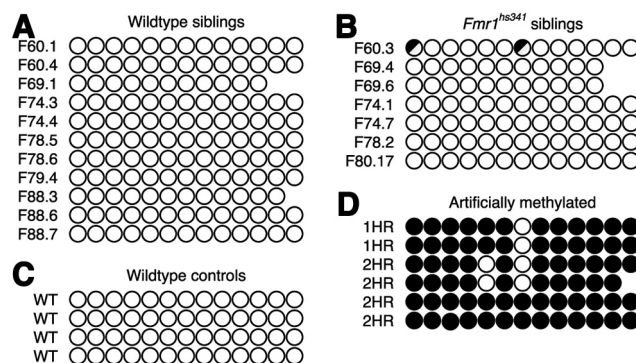 A
Wildtype siblings
F60.1
F60.4
F69.1
F74.3
F74.4
F78.5
F78.6
F79.4
F88.3
F88.6
F88.7
B
Fmr1hs341 siblings
F60.3
F69.4
F69.6
F74.1
F74.7
F78.2
F80.17
C
Wildtype controls
WT
WT
WT
WT
D
Artificially methylated
1HR
1HR
2HR
2HR
2HR
2HR